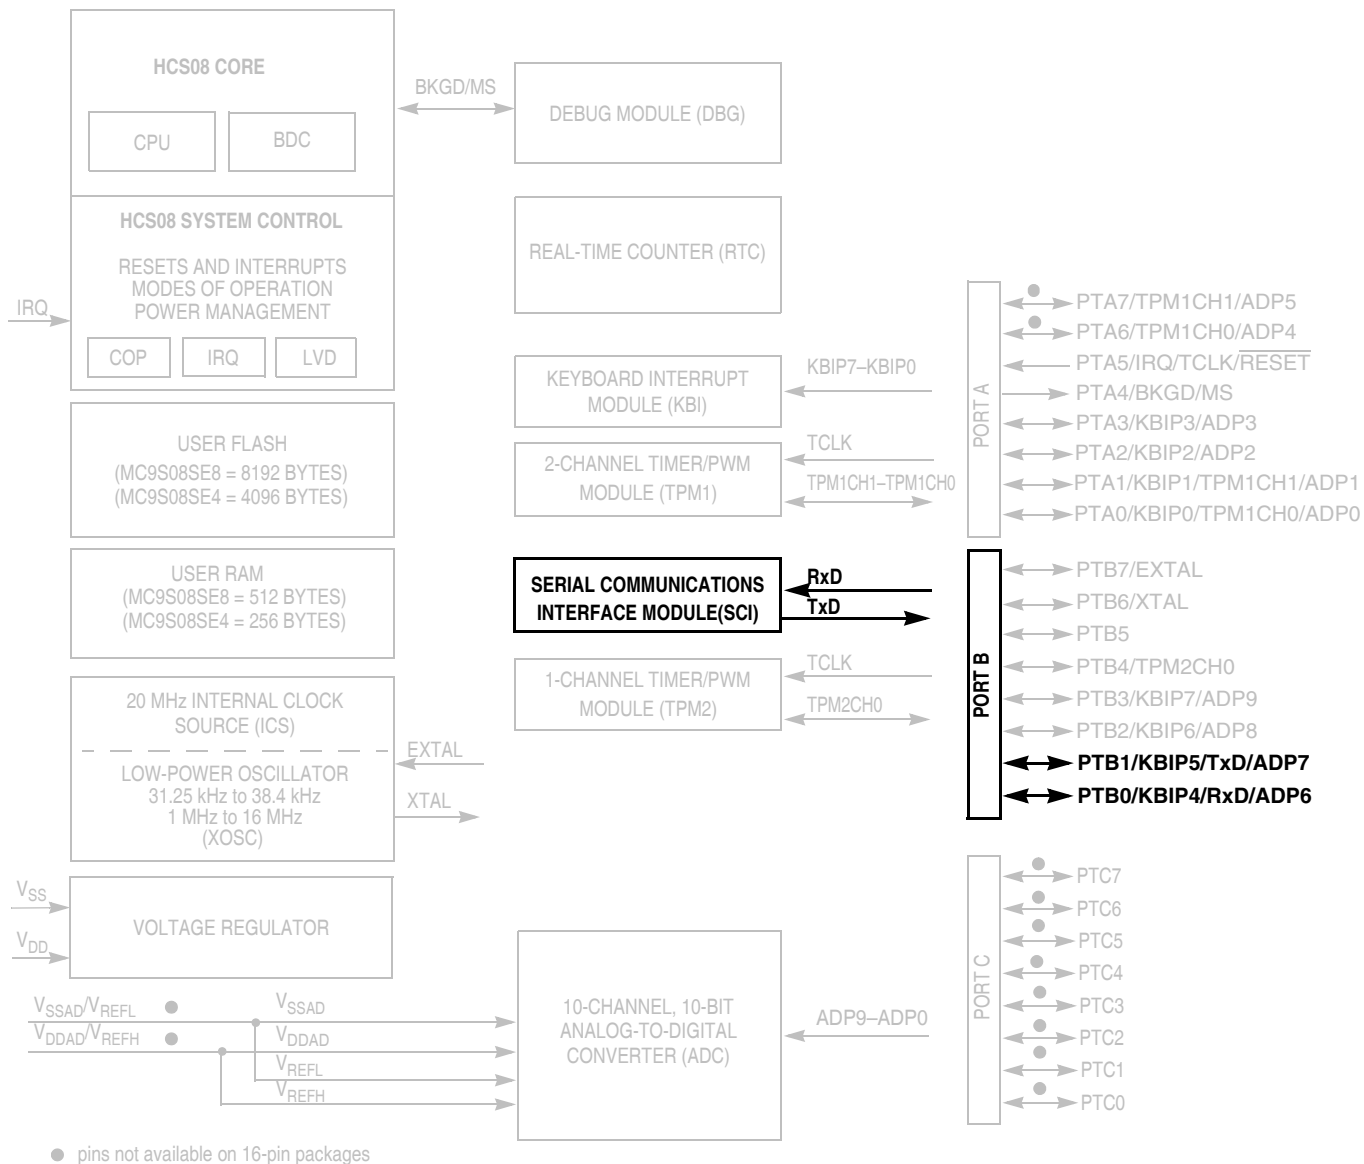 HCS08 CORE
CPU
BDC
BKGD/MS
DEBUG MODULE (DBG)
HCS08 SYSTEM CONTROL
RESETS AND INTERRUPTS
MODES OF OPERATION
POWER MANAGEMENT
IRQ
COP
IRQ
LVD
REAL-TIME COUNTER (RTC)
KEYBOARD INTERRUPT
MODULE (KBI)
KBIP7–KBIP0
USER FLASH
(MC9S08SE8 = 8192 BYTES)
(MC9S08SE4 = 4096 BYTES)
2-CHANNEL TIMER/PWM
MODULE (TPM1)
TCLK
TPM1CH1–TPM1CH0
PORT A
PTA7/TPM1CH1/ADP5
PTA6/TPM1CH0/ADP4
PTA5/IRQ/TCLK/RESET
PTA4/BKGD/MS
PTA3/KBIP3/ADP3
PTA2/KBIP2/ADP2
PTA1/KBIP1/TPM1CH1/ADP1
PTA0/KBIP0/TPM1CH0/ADP0
USER RAM
(MC9S08SE8 = 512 BYTES)
(MC9S08SE4 = 256 BYTES)
SERIAL COMMUNICATIONS
INTERFACE MODULE(SCI)
RxD
TxD
1-CHANNEL TIMER/PWM
MODULE (TPM2)
TCLK
TPM2CH0
PORT B
PTB7/EXTAL
PTB6/XTAL
PTB5
PTB4/TPM2CH0
PTB3/KBIP7/ADP9
PTB2/KBIP6/ADP8
PTB1/KBIP5/TxD/ADP7
PTB0/KBIP4/RxD/ADP6
20 MHz INTERNAL CLOCK
SOURCE (ICS)
LOW-POWER OSCILLATOR
31.25 kHz to 38.4 kHz
1 MHz to 16 MHz
(XOSC)
EXTAL
XTAL
VSS
VDD
VOLTAGE REGULATOR
VSSAD/VREFL
VDDAD/VREFH
VSSAD
VDDAD
VREFL
VREFH
10-CHANNEL, 10-BIT
ANALOG-TO-DIGITAL
CONVERTER (ADC)
ADP9–ADP0
PORT C
PTC7
PTC6
PTC5
PTC4
PTC3
PTC2
PTC1
PTC0
● pins not available on 16-pin packages